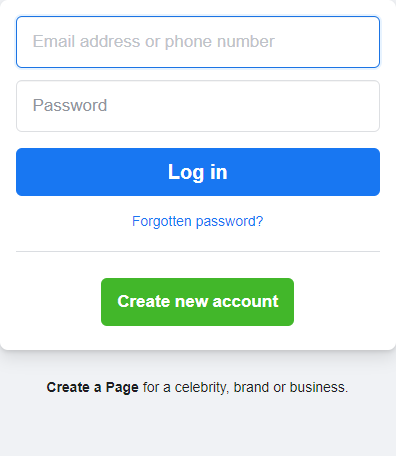 Email address or phone number
Password
Log in
Forgotten password?
Create new account
Create a Page for a celebrity, brand or business.